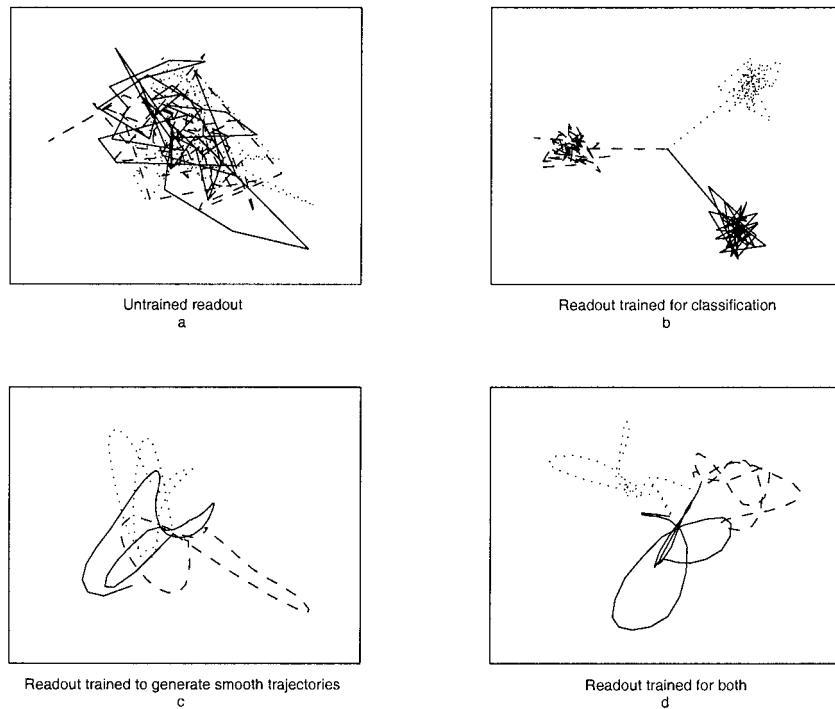 Untrained readout
a
Readout trained for classification
b
Readout trained to generate smooth trajectories
c
Readout trained for both
d